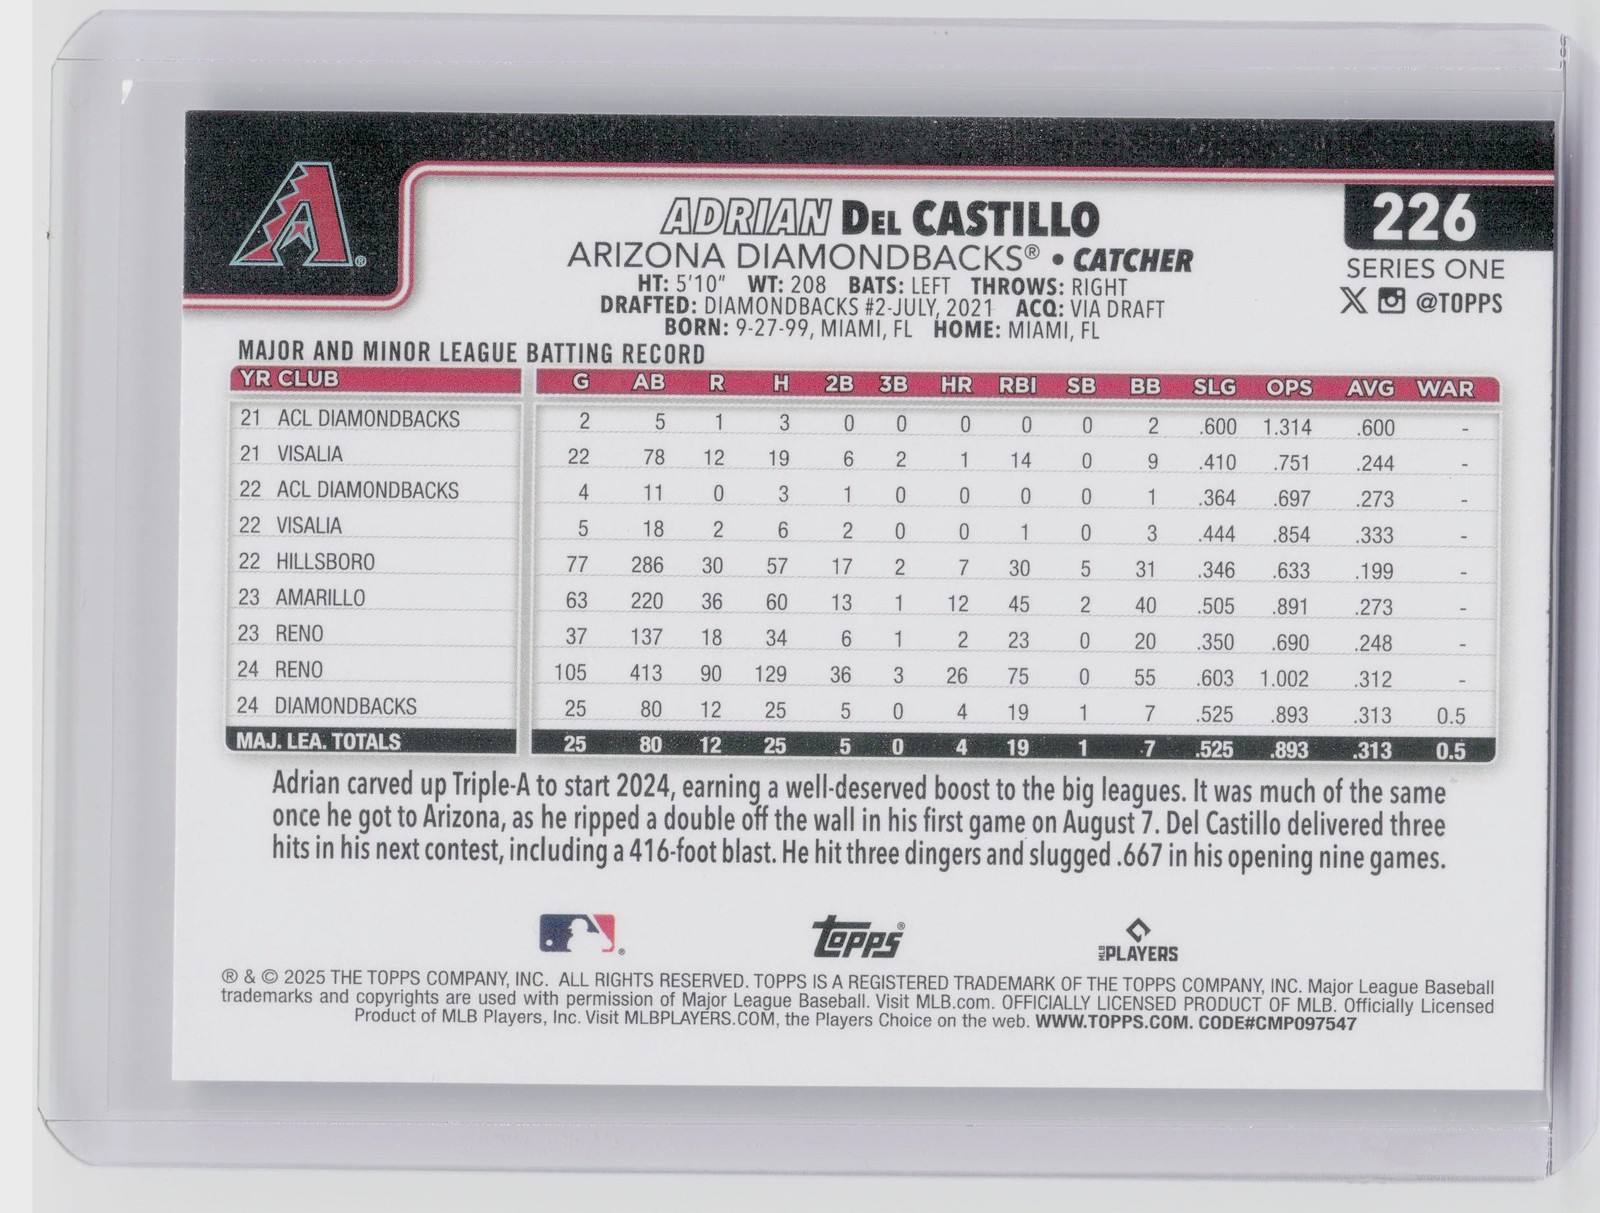 ADRIAN DEL CASTILLO
226
ARIZONA DIAMONDBACKS® • CATCHER
SERIES ONE
HT: 5'10" WT: 208 BATS: LEFT THROWS: RIGHT
@TOPPS
DRAFTED: DIAMONDBACKS #2-JULY, 2021 ACQ: VIA DRAFT
BORN: 9-27-99, MIAMI, FL HOME: MIAMI, FL
MAJOR AND MINOR LEAGUE BATTING RECORD
YR CLUB G AB R H 2B 3B HR RBI SB BB SLG OPS AVG WAR
21 ACL DIAMONDBACKS 2 5 1 3 0 0 0 0 0 2 .600 1.314 .600 -
21 VISALIA 22 78 12 19 6 2 1 14 0 9 .410 .751 .244 -
22 ACL DIAMONDBACKS 4 11 0 3 1 0 0 0 0 1 .364 .697 .273 -
22 VISALIA 5 18 2 6 2 0 0 1 0 3 .444 .854 .333 -
22 HILLSBORO 77 286 30 57 17 2 7 30 5 31 .346 .633 .199 -
23 AMARILLO 63 220 36 60 13 1 12 45 2 40 .505 .891 .273 -
23 RENO 37 137 18 34 6 1 2 23 0 20 .350 .690 .248 -
24 RENO 105 413 90 129 36 3 26 75 0 55 .603 1.002 .312 -
24 DIAMONDBACKS 25 80 12 25 5 0 4 19 1 7 .525 .893 .313 0.5
MAJ. LEA. TOTALS 25 80 12 25 5 0 4 19 1 7 .525 .893 .313 0.5
Adrian carved up Triple-A to start 2024, earning a well-deserved boost to the big leagues. It was much of the same
once he got to Arizona, as he ripped a double off the wall in his first game on August 7. Del Castillo delivered three
hits in his next contest, including a 416-foot blast. He hit three dingers and slugged .667 in his opening nine games.
TOPPS®
MLB PLAYERS
® & © 2025 THE TOPPS COMPANY, INC. ALL RIGHTS RESERVED. TOPPS IS A REGISTERED TRADEMARK OF THE TOPPS COMPANY, INC. Major League Baseball
trademarks and copyrights are used with permission of Major League Baseball. Visit MLB.com. OFFICIALLY LICENSED PRODUCT OF MLB. Officially Licensed
Product of MLB Players, Inc. Visit MLBPLAYERS.COM, the Players Choice on the web. WWW.TOPPS.COM. CODE#CMP097547